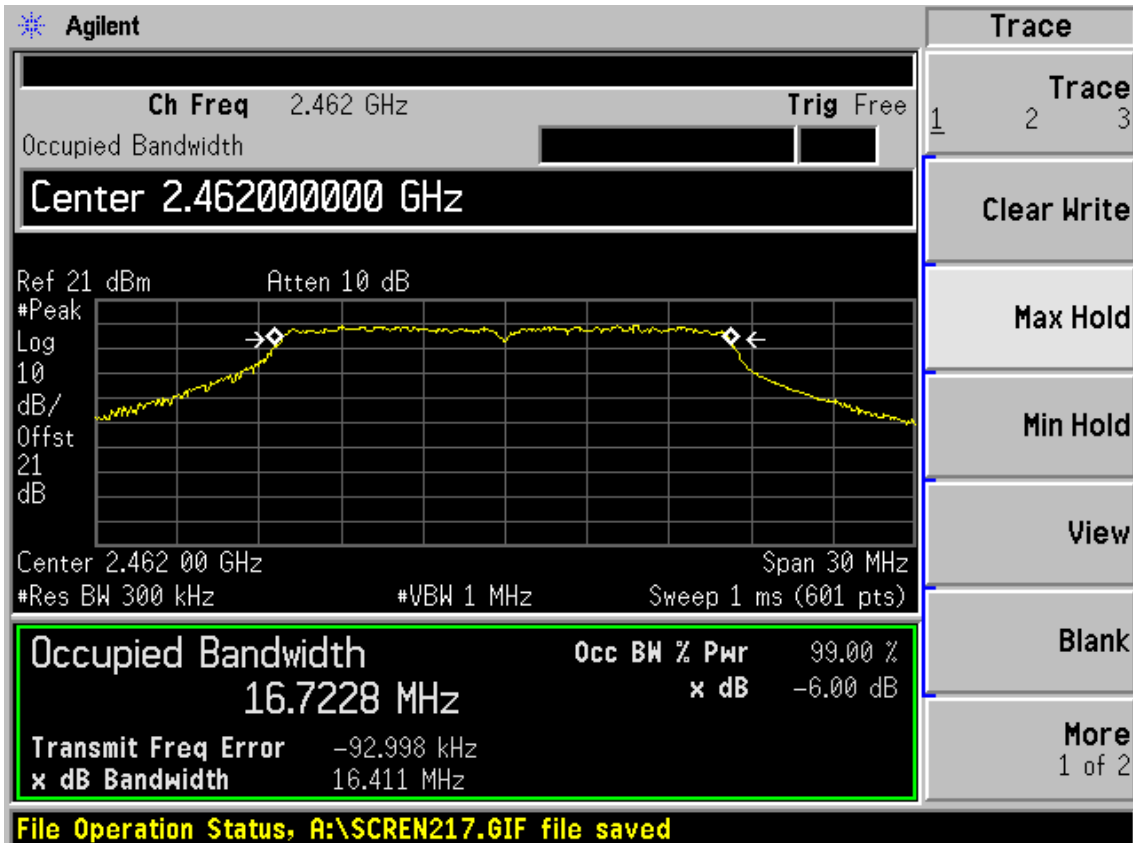 Agilent
Trace
Ch Freq 2.462 GHz Trig Free
Occupied Bandwidth
Center 2.462000000 GHz
Ref 21 dBm Atten 10 dB
#Peak
Log
10
dB/
Offst
21
dB
Center 2.462 00 GHz Span 30 MHz
#Res BW 300 kHz #VBW 1 MHz Sweep 1 ms (601 pts)
Occupied Bandwidth Occ BW % Pwr 99.00 %
16.7228 MHz x dB -6.00 dB
Transmit Freq Error -92.998 kHz
x dB Bandwidth 16.411 MHz
File Operation Status, A:\SCREN217.GIF file saved
Trace
1 2 3
Clear Write
Max Hold
Min Hold
View
Blank
More
1 of 2